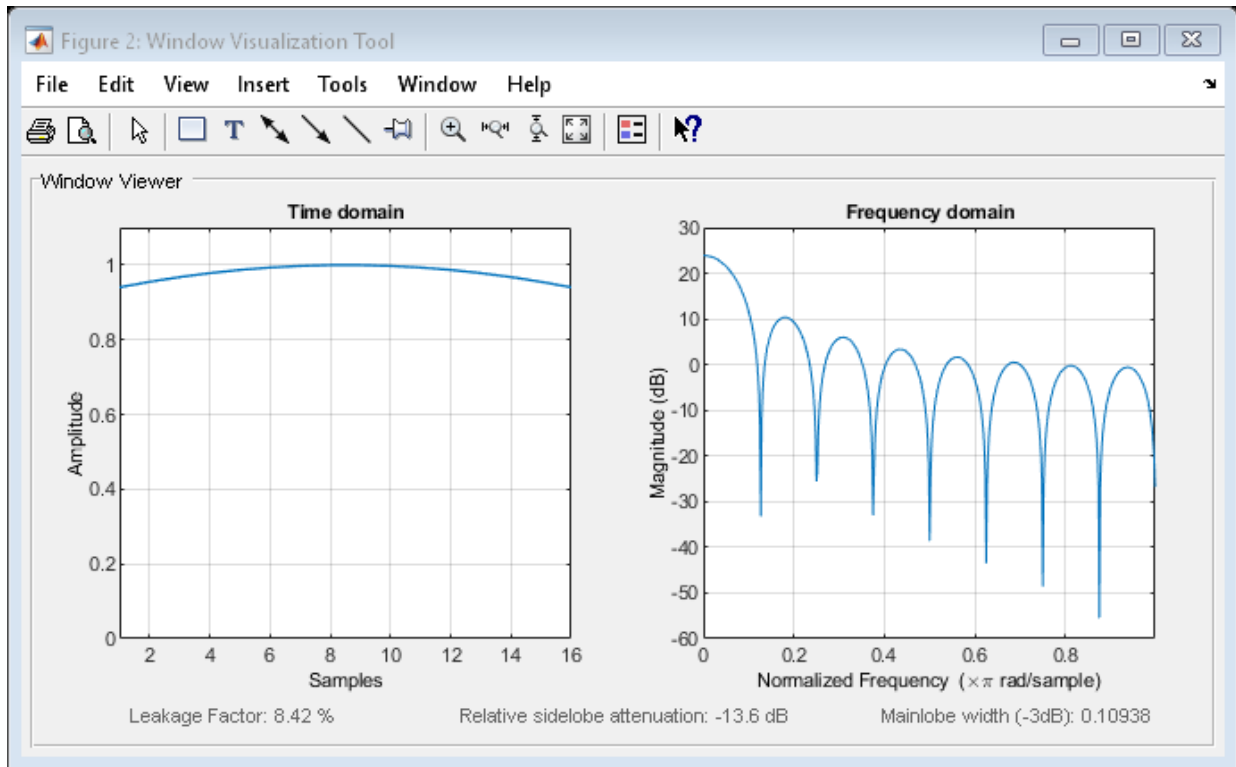 Figure 2: Window Visualization Tool
File Edit View Insert Tools Window Help
T
?
Window Viewer
Time domain
1
0.8
0.6
0.4
0.2
0
Amplitude
2 4 6 8 10 12 14 16
Samples
Frequency domain
30
20
10
0
-10
-20
-30
-40
-50
-60
Magnitude (dB)
0 0.2 0.4 0.6 0.8
Normalized Frequency (×π rad/sample)
Leakage Factor: 8.42 % Relative sidelobe attenuation: -13.6 dB Mainlobe width (-3dB): 0.10938